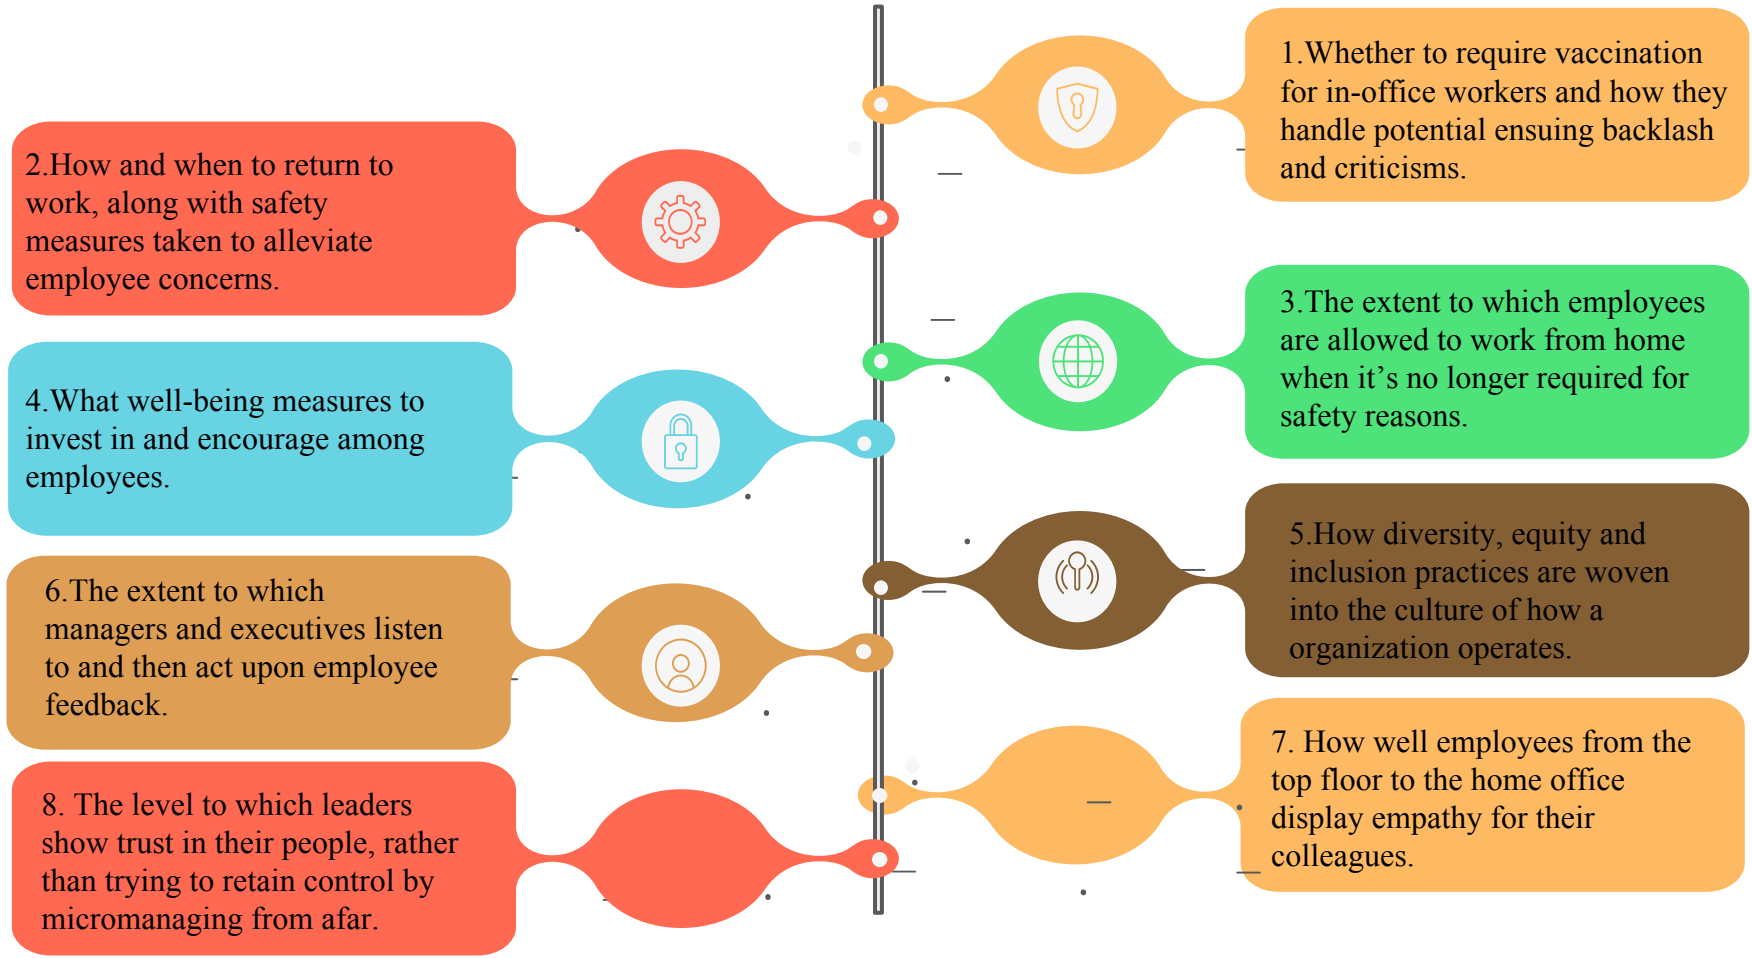 1.Whether to require vaccination
for in-office workers and how they
handle potential ensuing backlash
and criticisms.
2.How and when to return to
work, along with safety
measures taken to alleviate
employee concerns.
3.The extent to which employees
are allowed to work from home
when it’s no longer required for
safety reasons.
4.What well-being measures to
invest in and encourage among
employees.
5.How diversity, equity and
inclusion practices are woven
into the culture of how a
organization operates.
6.The extent to which
managers and executives listen
to and then act upon employee
feedback.
7. How well employees from the
top floor to the home office
display empathy for their
colleagues.
8. The level to which leaders
show trust in their people, rather
than trying to retain control by
micromanaging from afar.